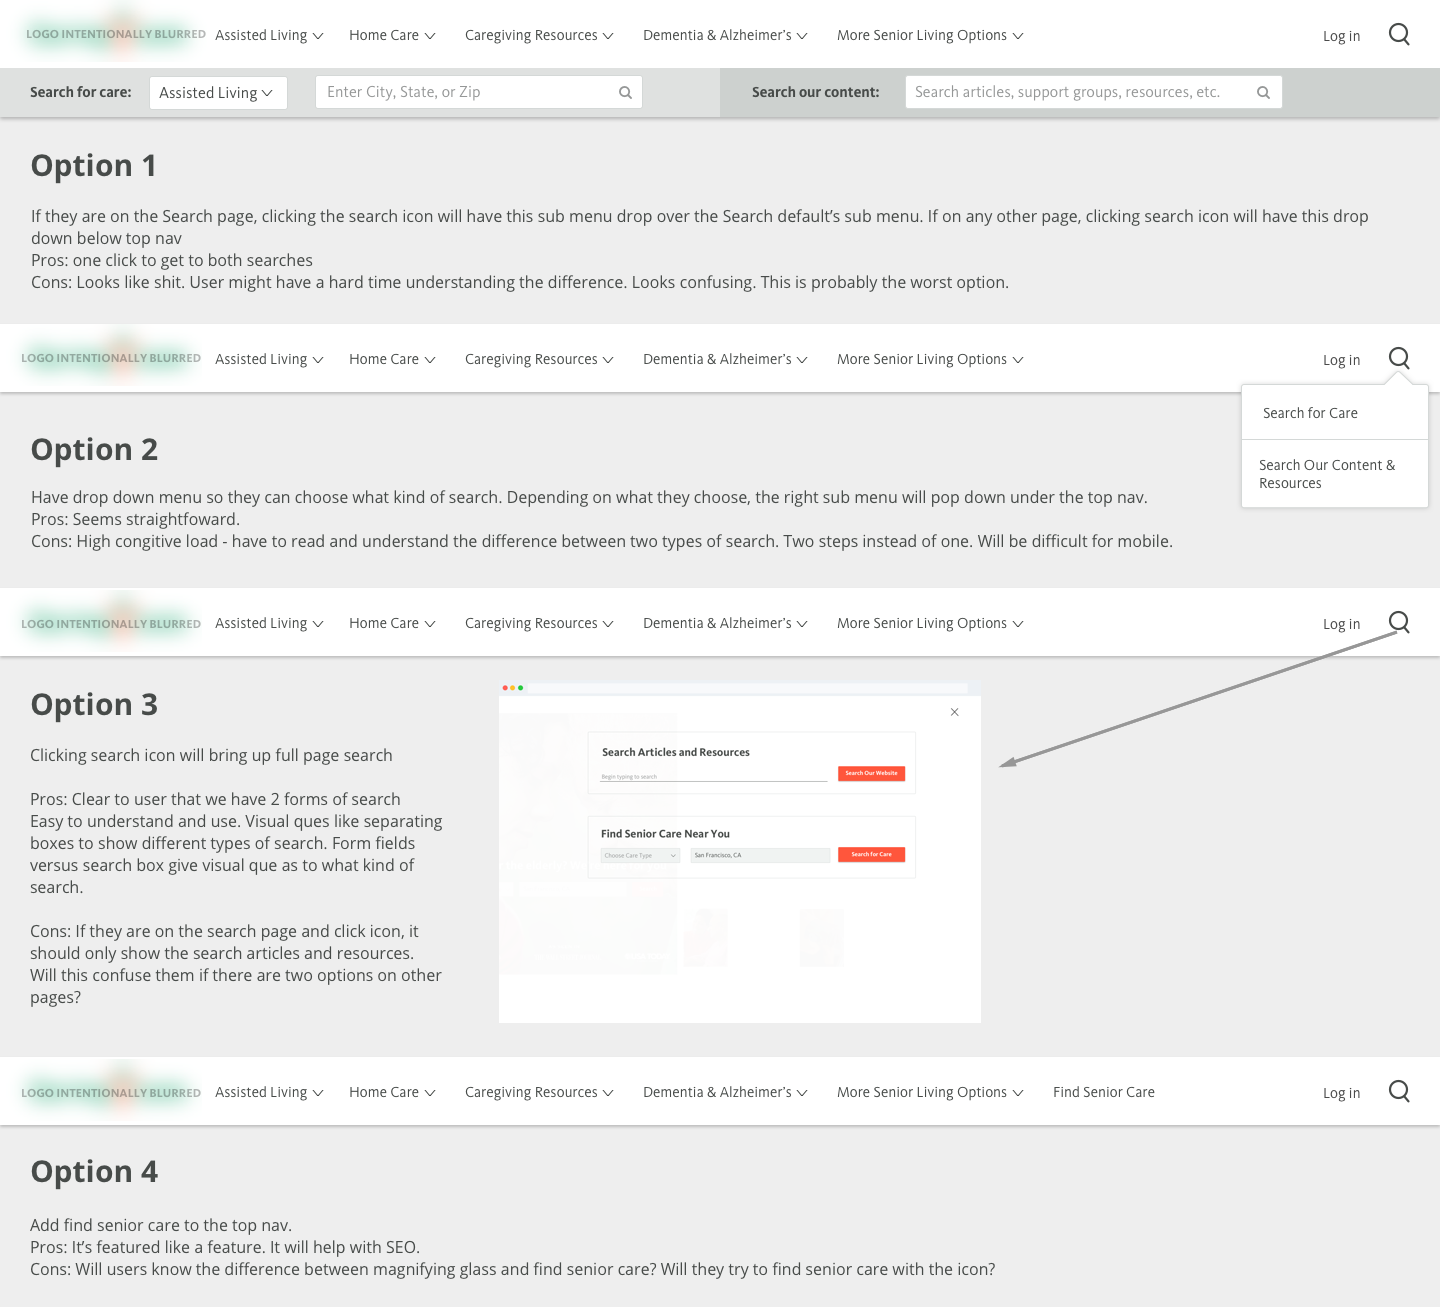 LOGO INTENTIONALLY BLURRED Assisted Living Home Care Caregiving Resources Dementia & Alzheimer's More Senior Living Options Log in
Search for care: Assisted Living Enter City, State, or Zip Search our content: Search articles, support groups, resources, etc.
Option 1
If they are on the Search page, clicking the search icon will have this sub menu drop over the Search default's sub menu. If on any other page, clicking search icon will have this drop
down below top nav
Pros: one click to get to both searches
Cons: Looks like shit. User might have a hard time understanding the difference. Looks confusing. This is probably the worst option.
LOGO INTENTIONALLY BLURRED Assisted Living Home Care Caregiving Resources Dementia & Alzheimer's More Senior Living Options Log in
Search for Care
Search Our Content &
Resources
Option 2
Have drop down menu so they can choose what kind of search. Depending on what they choose, the right sub menu will pop down under the top nav.
Pros: Seems straightfoward.
Cons: High congitive load - have to read and understand the difference between two types of search. Two steps instead of one. Will be difficult for mobile.
LOGO INTENTIONALLY BLURRED Assisted Living Home Care Caregiving Resources Dementia & Alzheimer's More Senior Living Options Log in
Option 3
Clicking search icon will bring up full page search
Pros: Clear to user that we have 2 forms of search
Easy to understand and use. Visual ques like separating
boxes to show different types of search. Form fields
versus search box give visual que as to what kind of
search.
Cons: If they are on the search page and click icon, it
should only show the search articles and resources.
Will this confuse them if there are two options on other
pages?
Search Articles and Resources
Begin typing to search Search Our Website
Find Senior Care Near You
Choose Care Type San Francisco, CA Search for Care
LOGO INTENTIONALLY BLURRED Assisted Living Home Care Caregiving Resources Dementia & Alzheimer's More Senior Living Options Find Senior Care Log in
Option 4
Add find senior care to the top nav.
Pros: It's featured like a feature. It will help with SEO.
Cons: Will users know the difference between magnifying glass and find senior care? Will they try to find senior care with the icon?